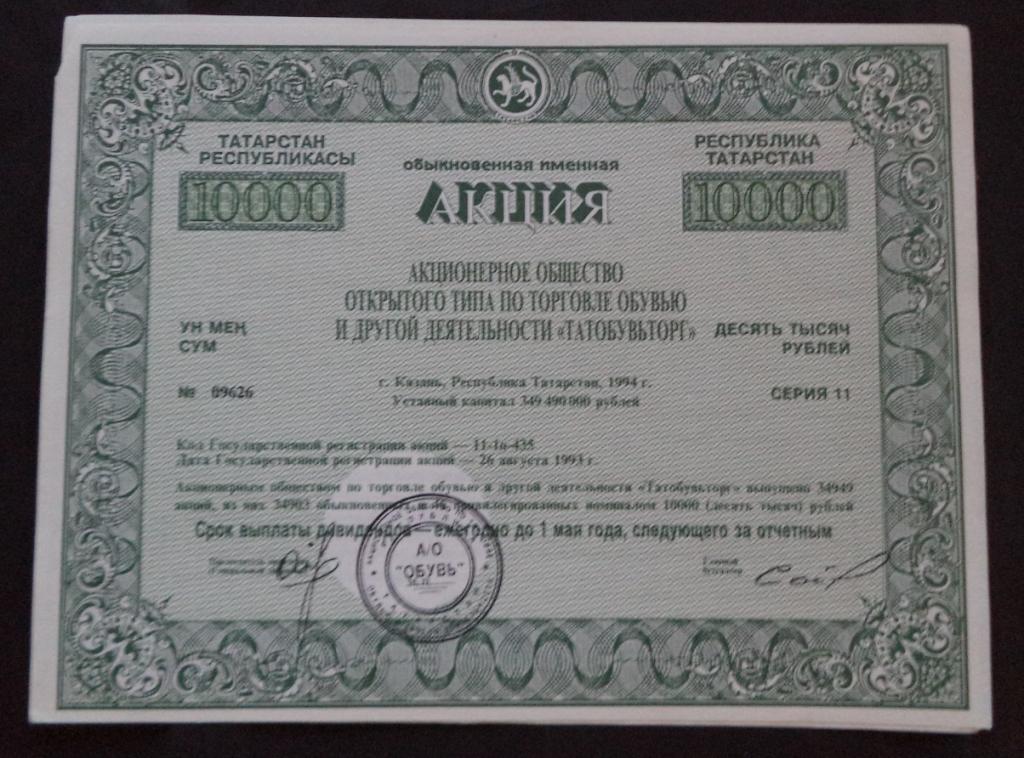 ТАТАРСТАН
РЕСПУБЛИКАСЫ
10000
обыкновенная именная
АКЦИЯ
РЕСПУБЛИКА
ТАТАРСТАН
10000
АКЦИОНЕРНОЕ ОБЩЕСТВО
ОТКРЫТОГО ТИПА ПО ТОРГОВЛЕ ОБУВЬЮ
И ДРУГОЙ ДЕЯТЕЛЬНОСТИ «ТАТОБУВЬТОРГ»
УН МЕҢ
СУМ
ДЕСЯТЬ ТЫСЯЧ
РУБЛЕЙ
№ 09626
г. Казань, Республика Татарстан, 1994 г.
Уставный капитал 349 490 000 рублей
СЕРИЯ 11
Код Государственной регистрации акций — 11-1п-435
Дата Государственной регистрации акций — 26 августа 1993 г.
Акционерным обществом по торговле обувью и другой деятельности «Татобувьторг» выпущено 34949
акций, из них 34903 обыкновенных и 46 привилегированных номиналом 10000 (десять тысяч) рублей
Срок выплаты дивидендов — ежегодно до 1 мая года, следующего за отчетным
Главный
бухгалтер
А/О
"ОБУВЬ"